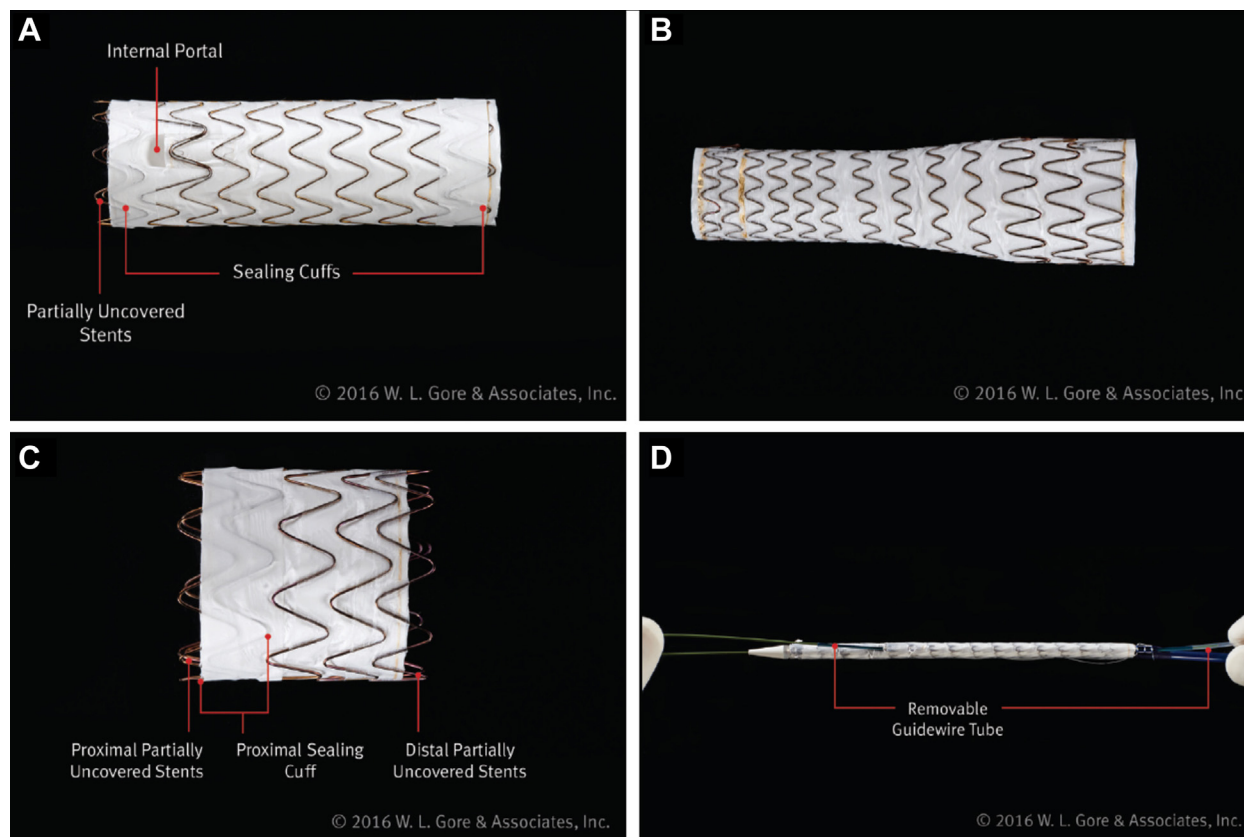 A
Internal Portal
Sealing Cuffs
Partially Uncovered
Stents
© 2016 W. L. Gore & Associates, Inc.
B
© 2016 W. L. Gore & Associates, Inc
C
Proximal Partially
Uncovered Stents
Proximal Sealing
Cuff
Distal Partially
Uncovered Stents
© 2016 W. L. Gore & Associates, Inc.
D
Removable
Guidewire Tube
© 2016 W. L. Gore & Associates, Inc.